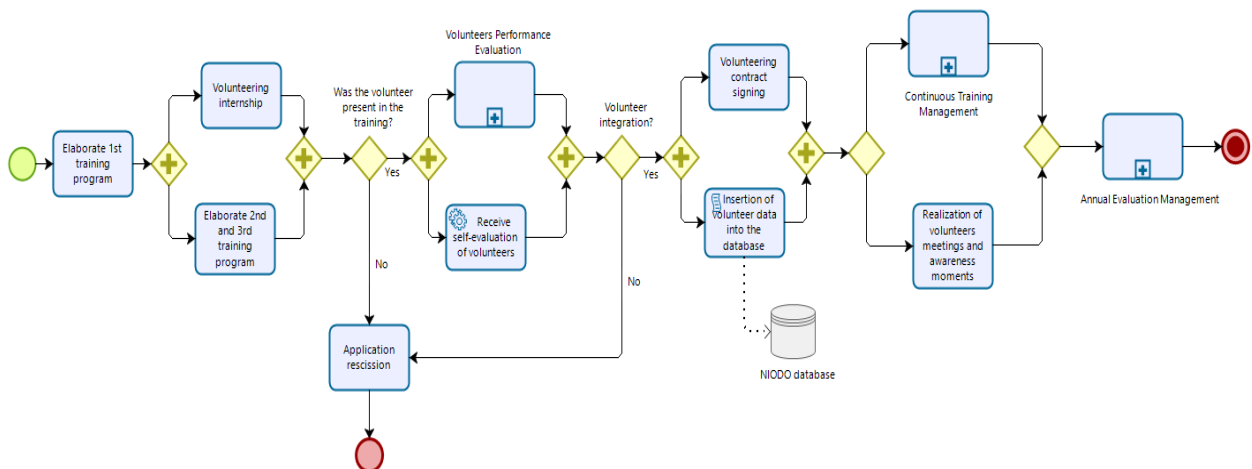 Elaborate 1st
training
program
Volunteering
internship
Elaborate 2nd
and 3rd training
program
Was the volunteer
present in the
training?
Yes
No
Volunteers Performance
Evaluation
Receive
self-evaluation
of volunteers
Volunteer
integration?
Yes
No
Application
rescission
Volunteering
contract
signing
Insertion of
volunteer data
into the
database
NIODO database
Continuous Training
Management
Realization of
volunteers
meetings and
awareness
moments
Annual Evaluation Management